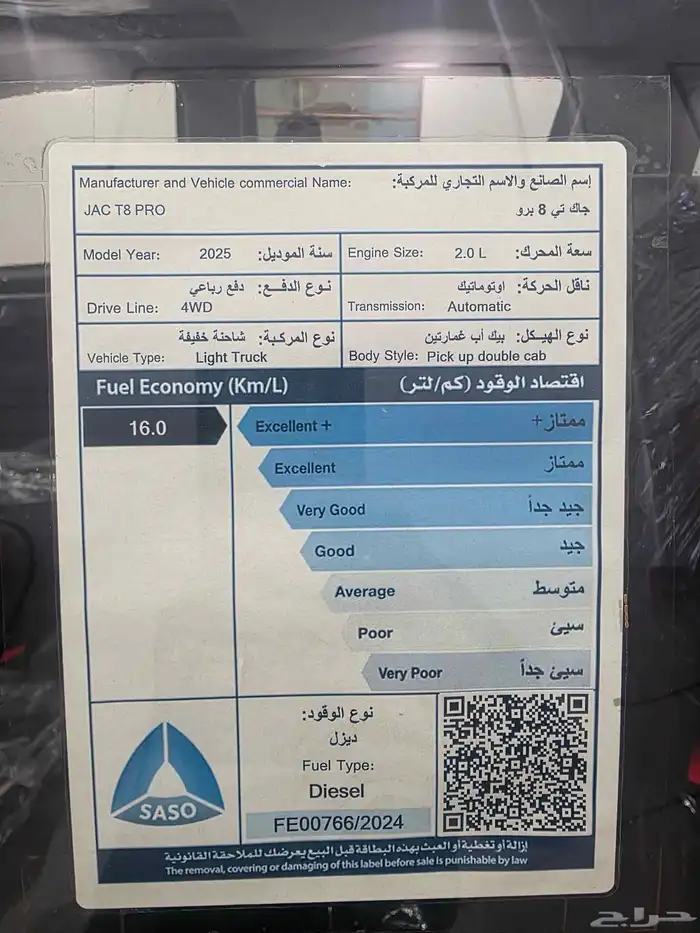 Manufacturer and Vehicle commercial Name: إسم الصانع والاسم التجاري للمركبة:
JAC T8 PRO جاك تي 8 برو
Model Year: 2025 سنة الموديل:
Engine Size: 2.0 L سعة المحرك:
نوع الدفـــع: دفع رباعي
Drive Line: 4WD
ناقل الحركة: اوتوماتيك
Transmission: Automatic
نوع المركبة: شاحنة خفيفة
Vehicle Type: Light Truck
نوع الهيكل: بيك أب غمارتين
Body Style: Pick up double cab
Fuel Economy (Km/L) اقتصاد الوقود (كم/لتر)
16.0
Excellent + ممتاز+
Excellent ممتاز
Very Good جيد جداً
Good جيد
Average متوسط
Poor سيئ
Very Poor سيئ جداً
SASO
نوع الوقود:
ديزل
Fuel Type:
Diesel
FE00766/2024
إزالة أو تغطية أو العبث بهذه البطاقة قبل البيع يعرضك للملاحقة القانونية
The removal, covering or damaging of this label before sale is punishable by law
حراج